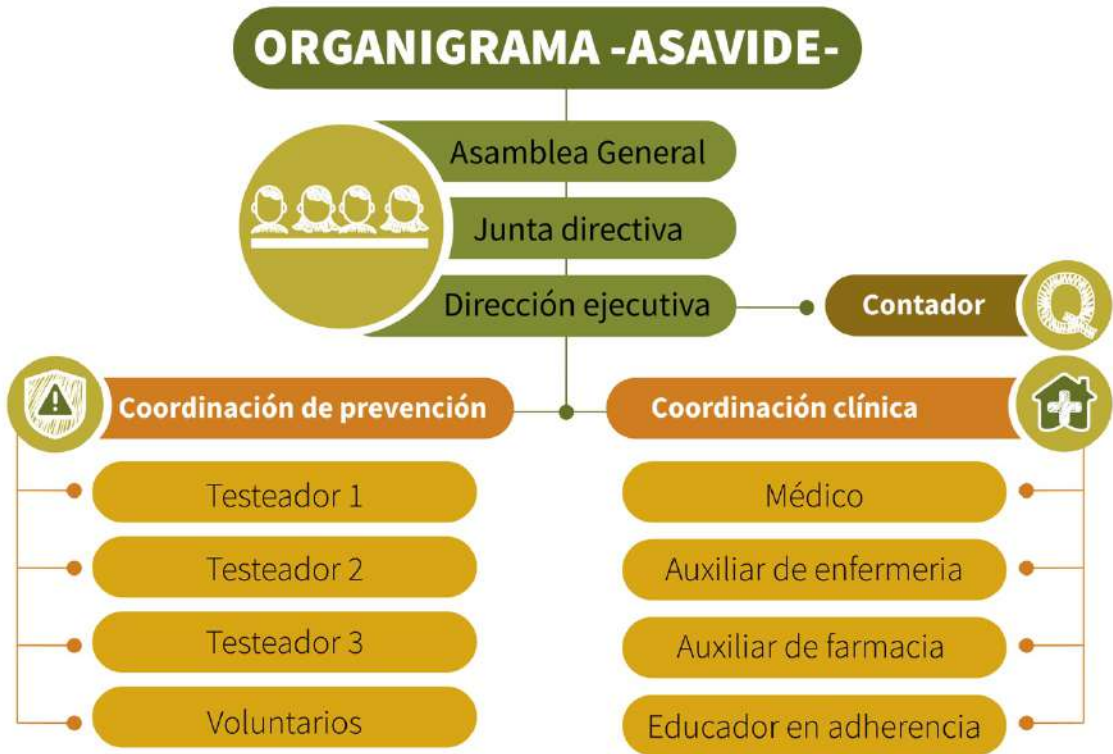 ORGANIGRAMA -ASAVIDE-
Asamblea General
Junta directiva
Dirección ejecutiva
Contador
Q
Coordinación de prevención
Testeador 1
Testeador 2
Testeador 3
Voluntarios
Coordinación clínica
Médico
Auxiliar de enfermeria
Auxiliar de farmacia
Educador en adherencia